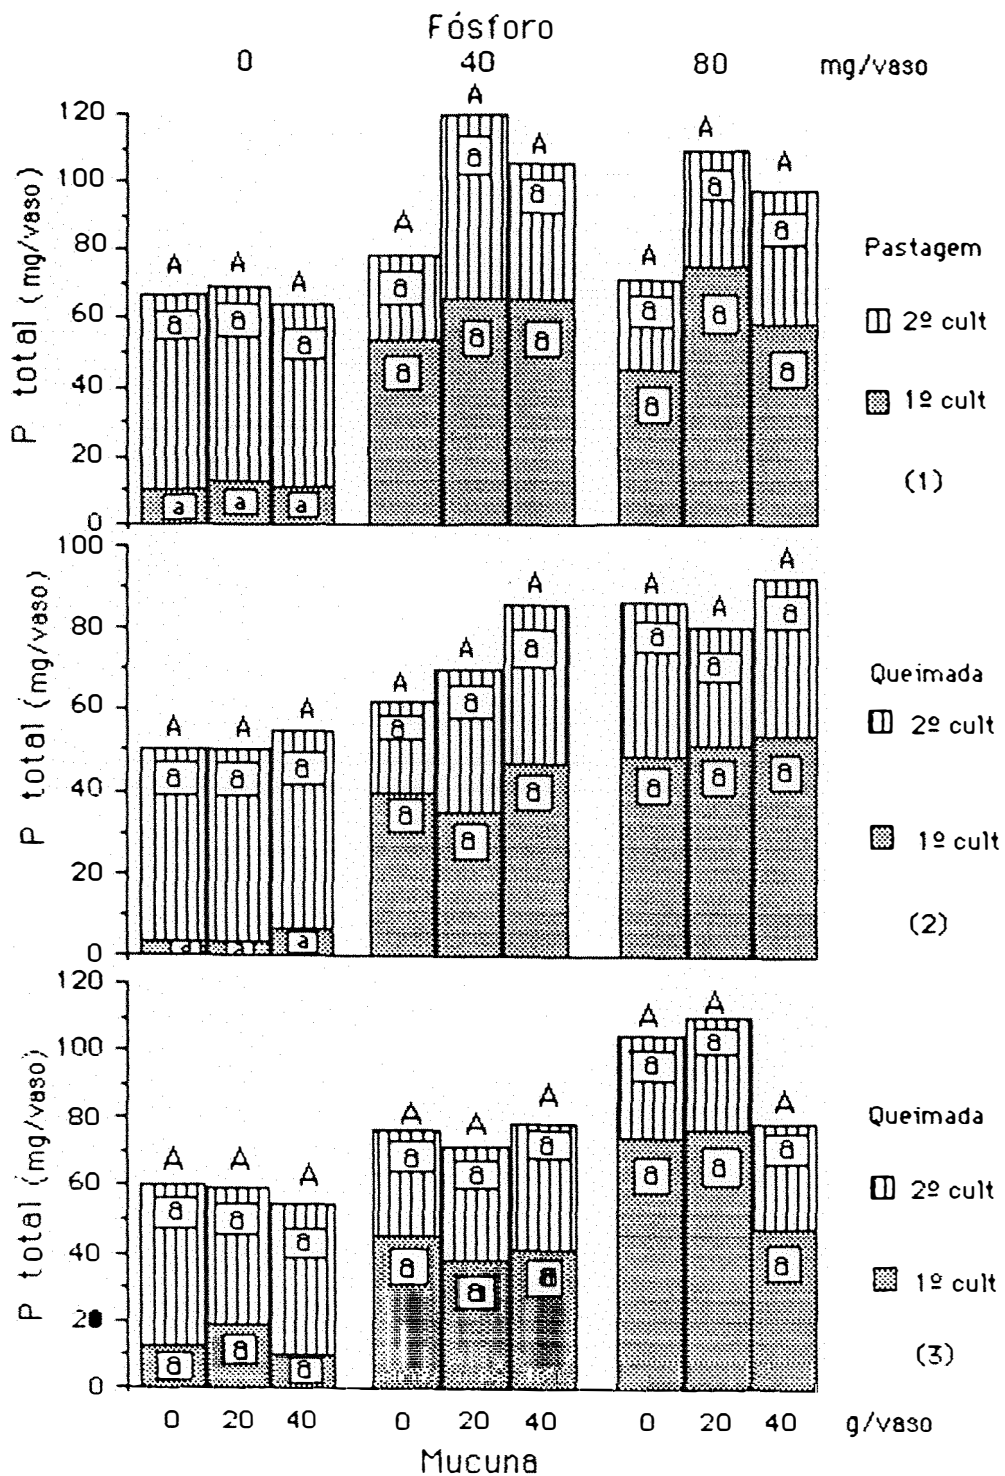 Fósforo
0 40 80 mg/vaso
P total (mg/vaso)
120
100
80
60
40
20
0
A A A A A A A A A
a a a a a a a a a
a a a a a a a a a
Pastagem
2º cult
1º cult
(1)
P total (mg/vaso)
100
80
60
40
20
0
A A A A A A A A A
a a a a a a a a a
a a a a a a a a a
Queimada
2º cult
1º cult
(2)
P total (mg/vaso)
120
100
80
60
40
20
0
A A A A A A A A A
a a a a a a a a a
a a a a a a a a a
Queimada
2º cult
1º cult
(3)
0 20 40 0 20 40 0 20 40 g/vaso
Mucuna